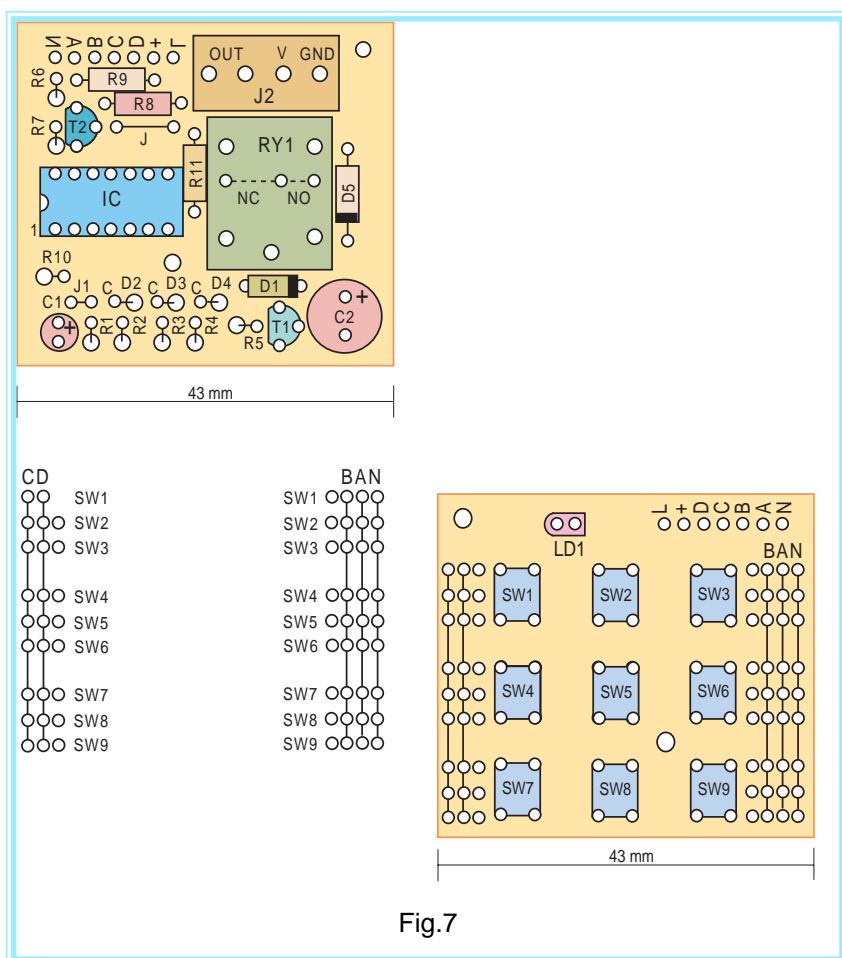 N A B C D + L
OUT V GND
J2
R6
R9
R8
R7
T2
J
R11
RY1
NC NO
D5
IC
1
R10
J1
C D2 C D3 C D4
D1
C1
+
R1
R2
R3
R4
R5
T1
+
C2
43 mm
CD
SW1
SW2
SW3
SW4
SW5
SW6
SW7
SW8
SW9
BAN
SW1
SW2
SW3
SW4
SW5
SW6
SW7
SW8
SW9
L + D C B A N
LD1
BAN
SW1 SW2 SW3
SW4 SW5 SW6
SW7 SW8 SW9
43 mm
Fig.7